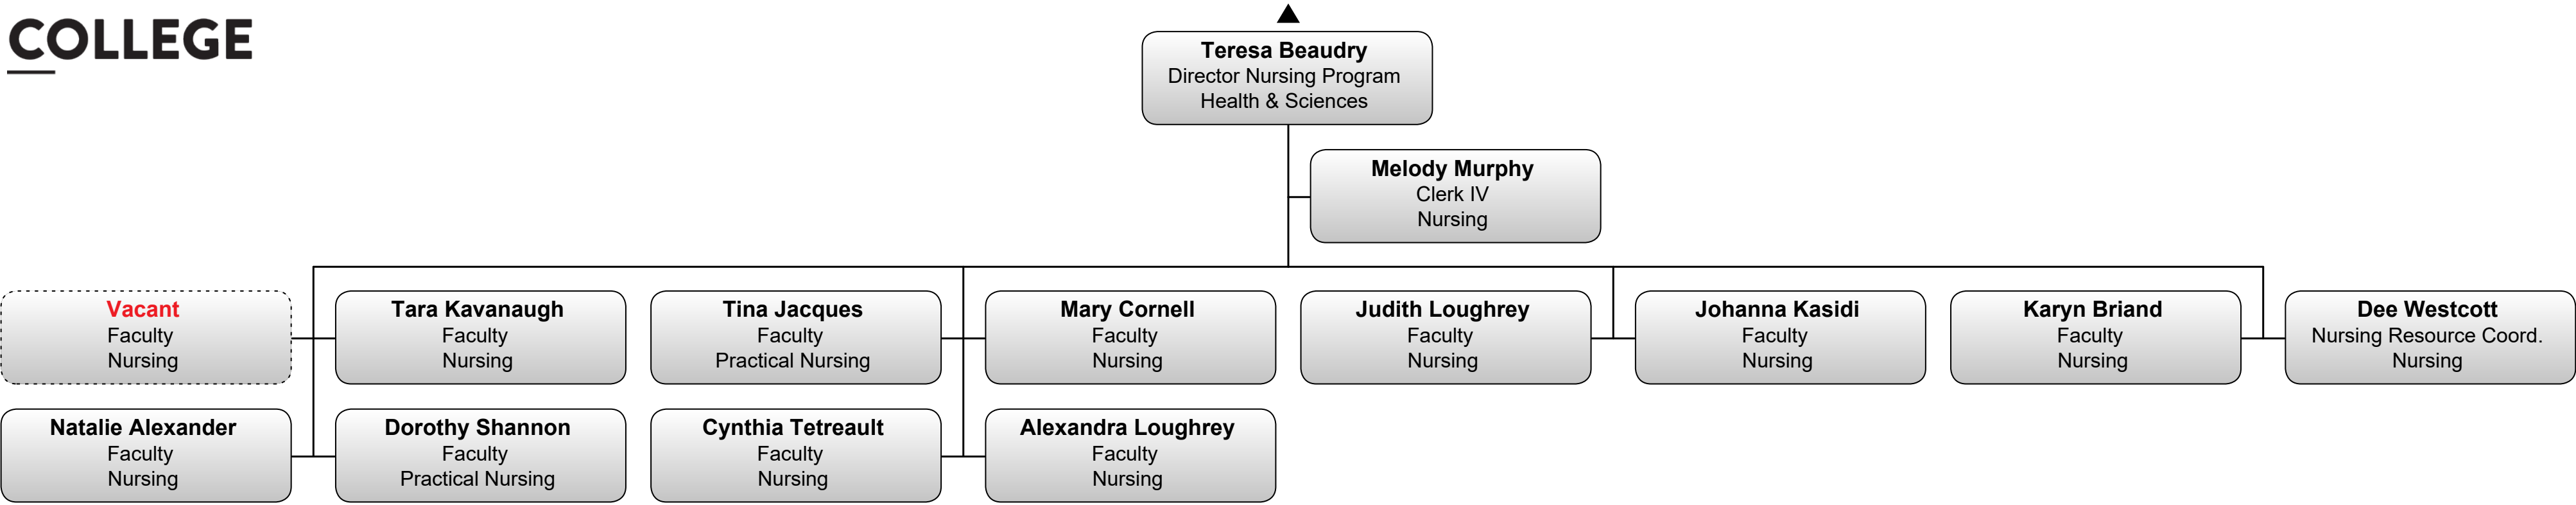 COLLEGE
Teresa Beaudry
Director Nursing Program
Health & Sciences
Melody Murphy
Clerk IV
Nursing
Vacant
Faculty
Nursing
Tara Kavanaugh
Faculty
Nursing
Tina Jacques
Faculty
Practical Nursing
Mary Cornell
Faculty
Nursing
Judith Loughrey
Faculty
Nursing
Johanna Kasidi
Faculty
Nursing
Karyn Briand
Faculty
Nursing
Dee Westcott
Nursing Resource Coord.
Nursing
Natalie Alexander
Faculty
Nursing
Dorothy Shannon
Faculty
Practical Nursing
Cynthia Tetreault
Faculty
Nursing
Alexandra Loughrey
Faculty
Nursing